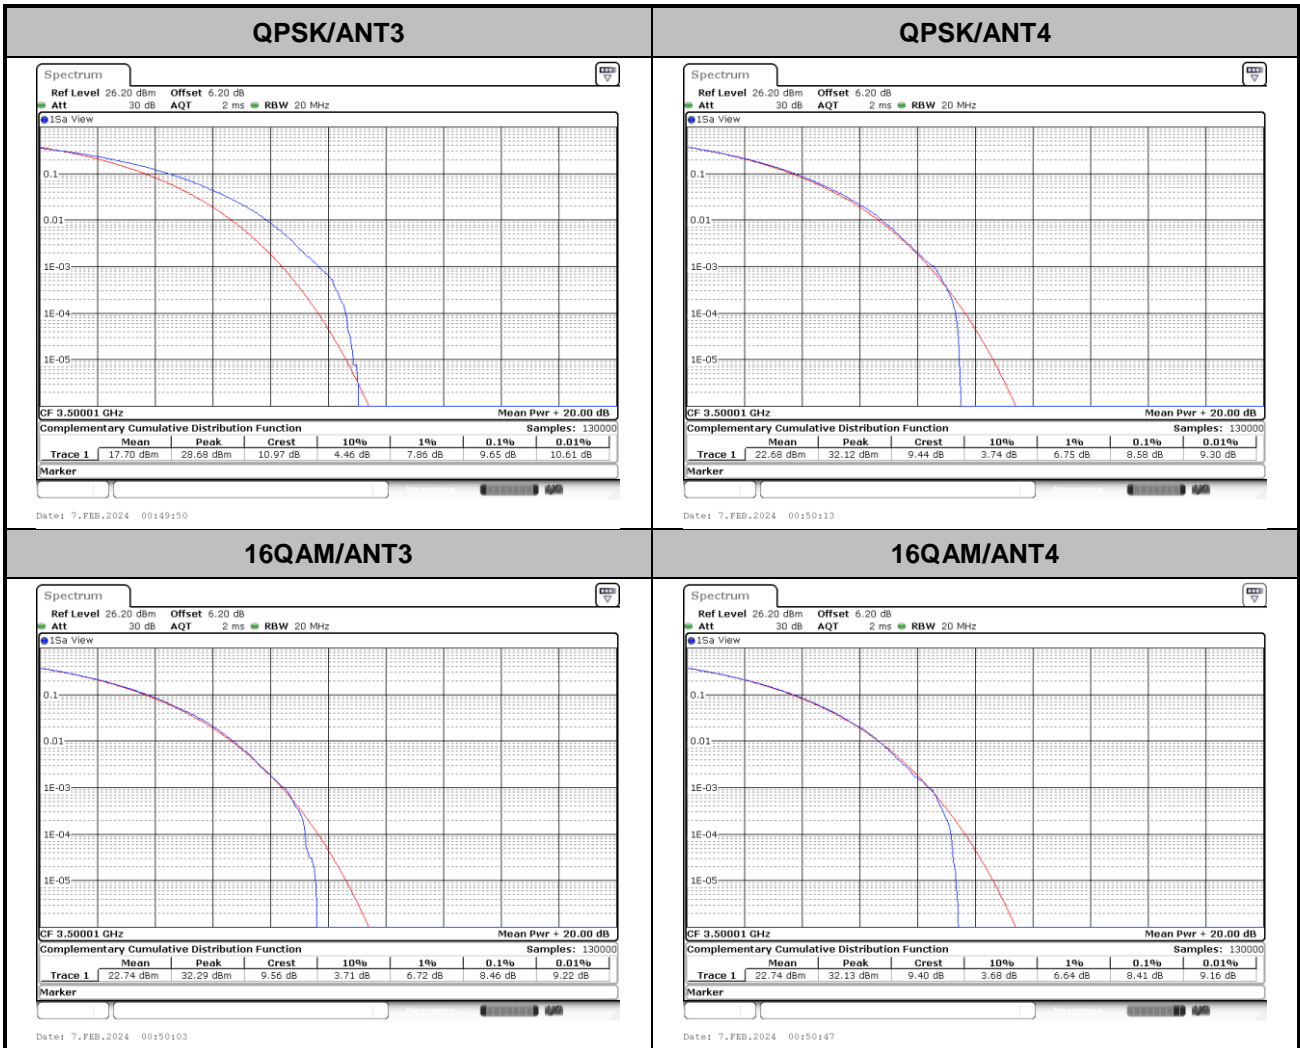 QPSK/ANT3
QPSK/ANT4
Spectrum
Ref Level 26.20 dBm Offset 6.20 dB
Att 30 dB AQT 2 ms RBW 20 MHz
1Sa View
0.1
0.01
1E-03
1E-04
1E-05
CF 3.50001 GHz Mean Pwr + 20.00 dB
Complementary Cumulative Distribution Function Samples: 130000
Mean Peak Crest 10% 1% 0.1% 0.01%
Trace 1 17.70 dBm 28.68 dBm 10.97 dB 4.46 dB 7.86 dB 9.65 dB 10.61 dB
Marker
Date: 7.FEB.2024 00:49:50
Spectrum
Ref Level 26.20 dBm Offset 6.20 dB
Att 30 dB AQT 2 ms RBW 20 MHz
1Sa View
0.1
0.01
1E-03
1E-04
1E-05
CF 3.50001 GHz Mean Pwr + 20.00 dB
Complementary Cumulative Distribution Function Samples: 130000
Mean Peak Crest 10% 1% 0.1% 0.01%
Trace 1 22.68 dBm 32.12 dBm 9.44 dB 3.74 dB 6.75 dB 8.58 dB 9.30 dB
Marker
Date: 7.FEB.2024 00:50:13
16QAM/ANT3
16QAM/ANT4
Spectrum
Ref Level 26.20 dBm Offset 6.20 dB
Att 30 dB AQT 2 ms RBW 20 MHz
1Sa View
0.1
0.01
1E-03
1E-04
1E-05
CF 3.50001 GHz Mean Pwr + 20.00 dB
Complementary Cumulative Distribution Function Samples: 130000
Mean Peak Crest 10% 1% 0.1% 0.01%
Trace 1 22.74 dBm 32.29 dBm 9.56 dB 3.71 dB 6.72 dB 8.46 dB 9.22 dB
Marker
Date: 7.FEB.2024 00:50:03
Spectrum
Ref Level 26.20 dBm Offset 6.20 dB
Att 30 dB AQT 2 ms RBW 20 MHz
1Sa View
0.1
0.01
1E-03
1E-04
1E-05
CF 3.50001 GHz Mean Pwr + 20.00 dB
Complementary Cumulative Distribution Function Samples: 130000
Mean Peak Crest 10% 1% 0.1% 0.01%
Trace 1 22.74 dBm 32.13 dBm 9.40 dB 3.68 dB 6.64 dB 8.41 dB 9.16 dB
Marker
Date: 7.FEB.2024 00:50:47